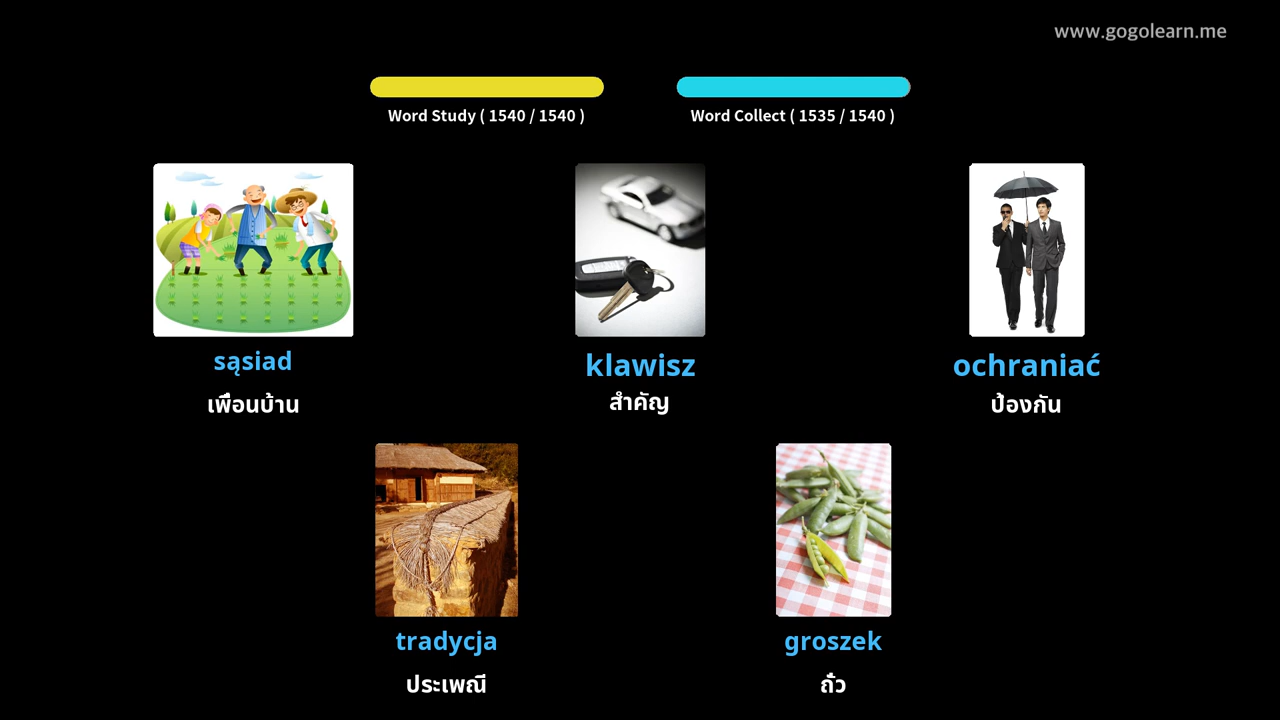 www.gogolearn.me
Word Study ( 1540 / 1540 )
Word Collect ( 1535 / 1540 )
sąsiad
klawisz
ochraniać
เพื่อนบ้าน
สำคัญ
ป้องกัน
tradycja
groszek
ประเพณี
ถั่ว